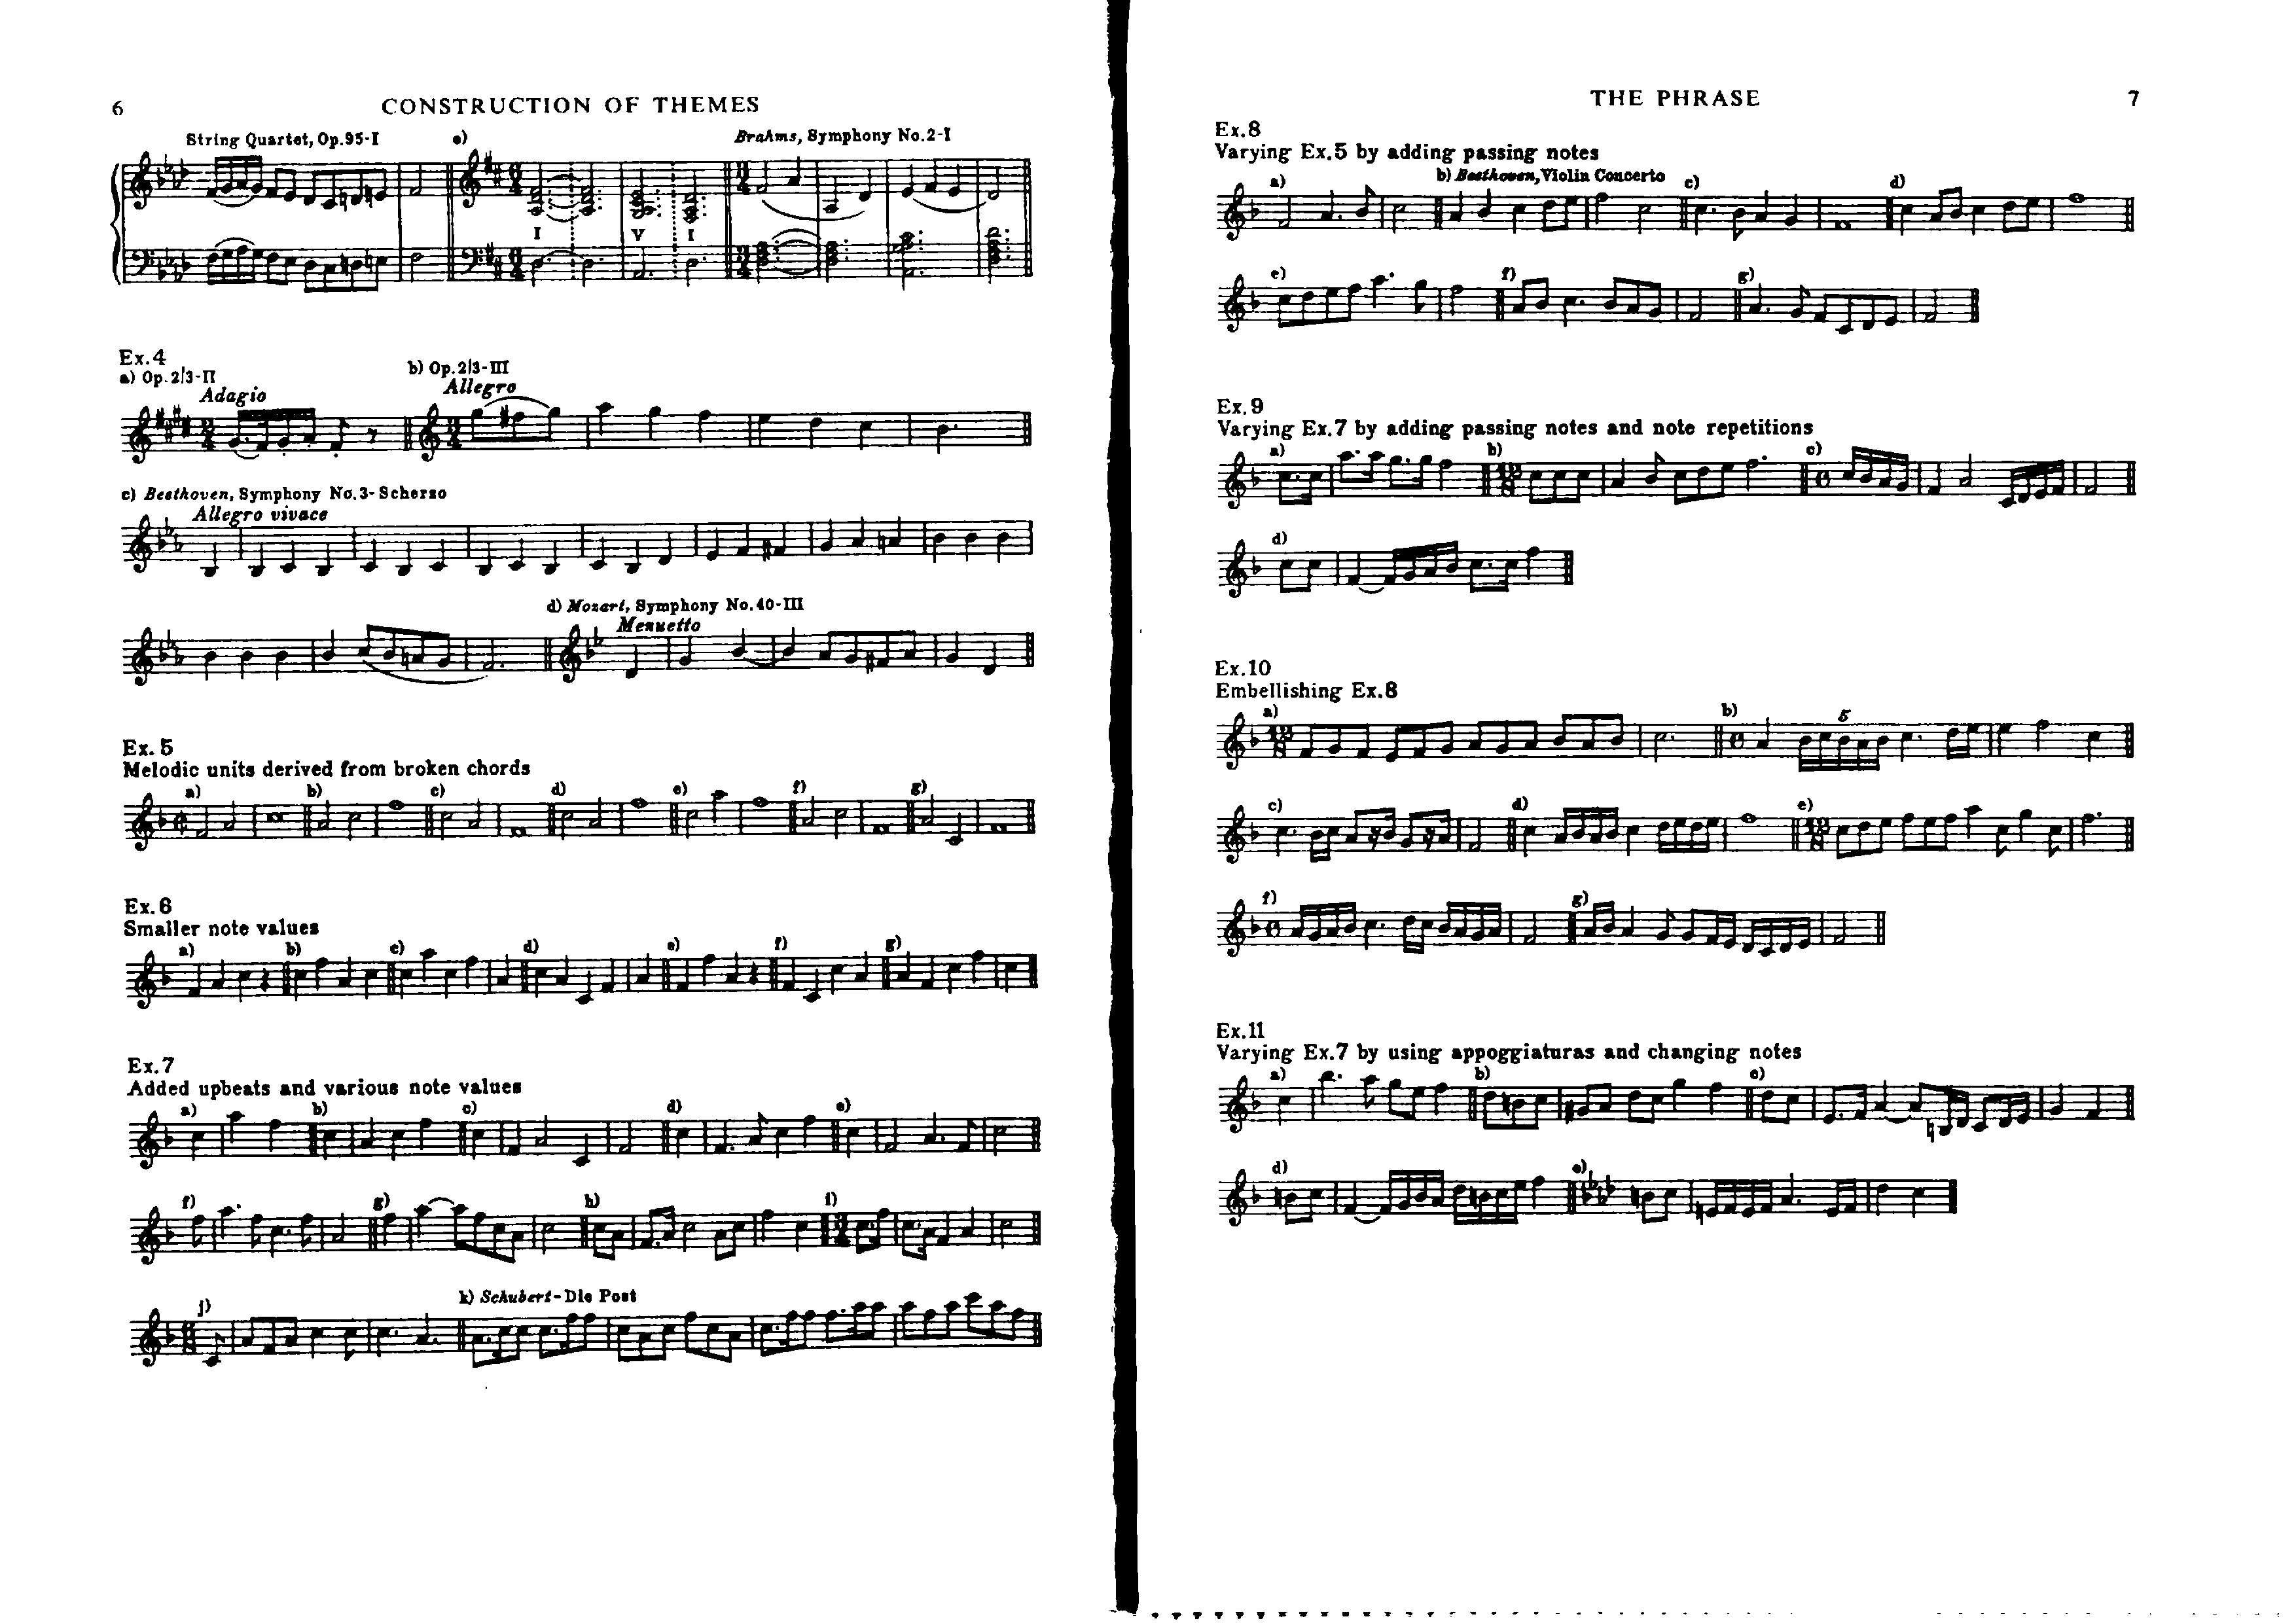 6
CONSTRUCTION OF THEMES
String Quartet, Op.95-I
e)
Brahms, Symphony No.2-I
I V I
Ex.4
a) Op.2/3-II
b) Op.2/3-III
Adagio
Allegro
c) Beethoven, Symphony No.3-Scherzo
Allegro vivace
d) Mozart, Symphony No.40-III
Menuetto
Ex.5
Melodic units derived from broken chords
a) b) c) d) e) f) g)
Ex.6
Smaller note values
a) b) c) d) e) f) g)
Ex.7
Added upbeats and various note values
a) b) c) d) e)
f) g) h) i)
j)
k) Schubert-Die Post
THE PHRASE
7
Ex.8
Varying Ex.5 by adding passing notes
a)
b) Beethoven, Violin Concerto
c) d)
e) f) g)
Ex.9
Varying Ex.7 by adding passing notes and note repetitions
a) b) c)
d)
Ex.10
Embellishing Ex.8
a) b) 5
c) d) e)
f) g)
Ex.11
Varying Ex.7 by using appoggiaturas and changing notes
a) b) c)
d) e)